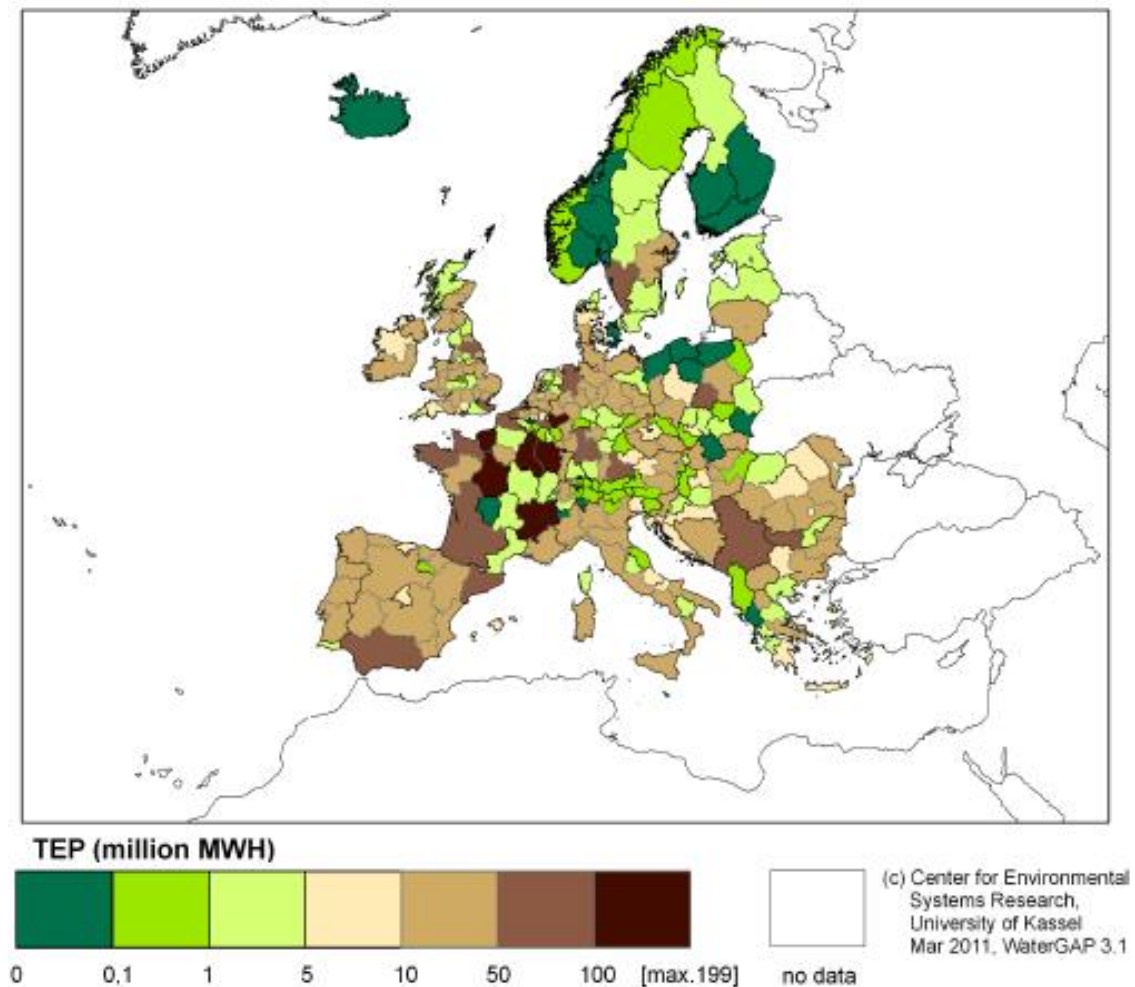 TEP (million MWH)
0 0,1 1 5 10 50 100 [max.199] no data
(c) Center for Environmental
Systems Research,
University of Kassel
Mar 2011, WaterGAP 3.1